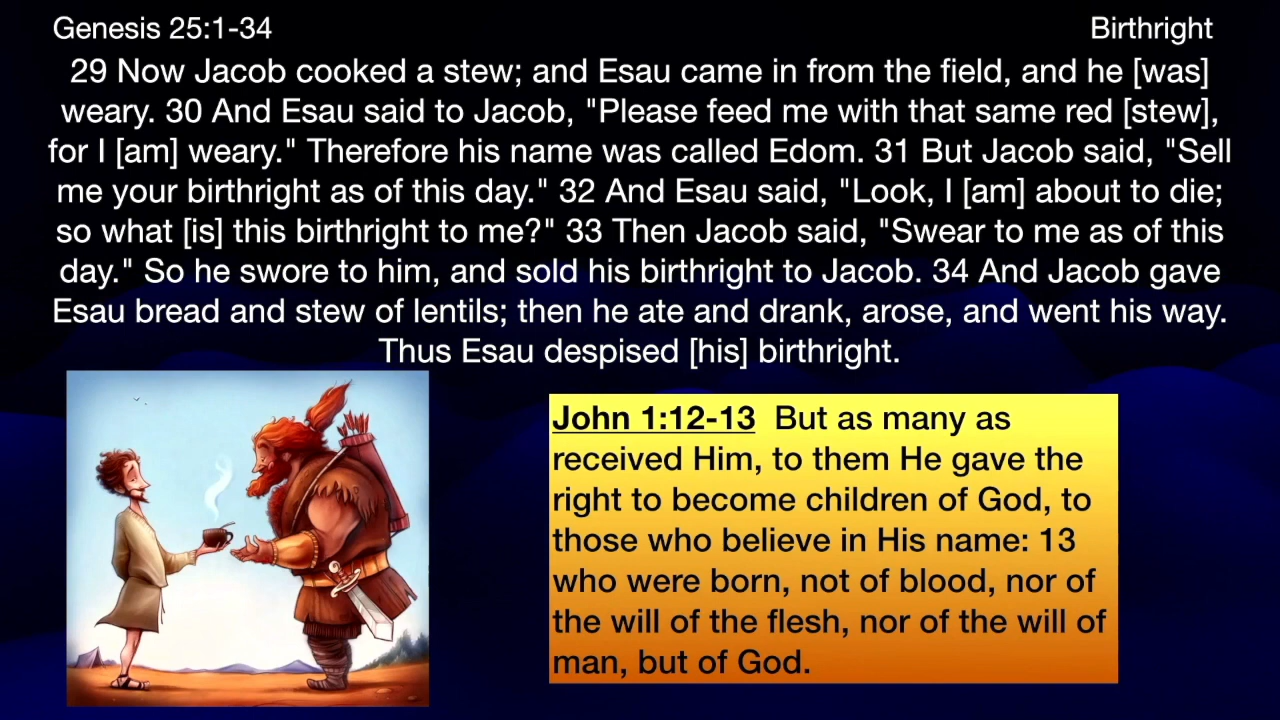 Genesis 25:1-34
Birthright
29 Now Jacob cooked a stew; and Esau came in from the field, and he [was]
weary. 30 And Esau said to Jacob, "Please feed me with that same red [stew],
for I [am] weary." Therefore his name was called Edom. 31 But Jacob said, "Sell
me your birthright as of this day." 32 And Esau said, "Look, I [am] about to die;
so what [is] this birthright to me?" 33 Then Jacob said, "Swear to me as of this
day." So he swore to him, and sold his birthright to Jacob. 34 And Jacob gave
Esau bread and stew of lentils; then he ate and drank, arose, and went his way.
Thus Esau despised [his] birthright.
John 1:12-13 But as many as
received Him, to them He gave the
right to become children of God, to
those who believe in His name: 13
who were born, not of blood, nor of
the will of the flesh, nor of the will of
man, but of God.